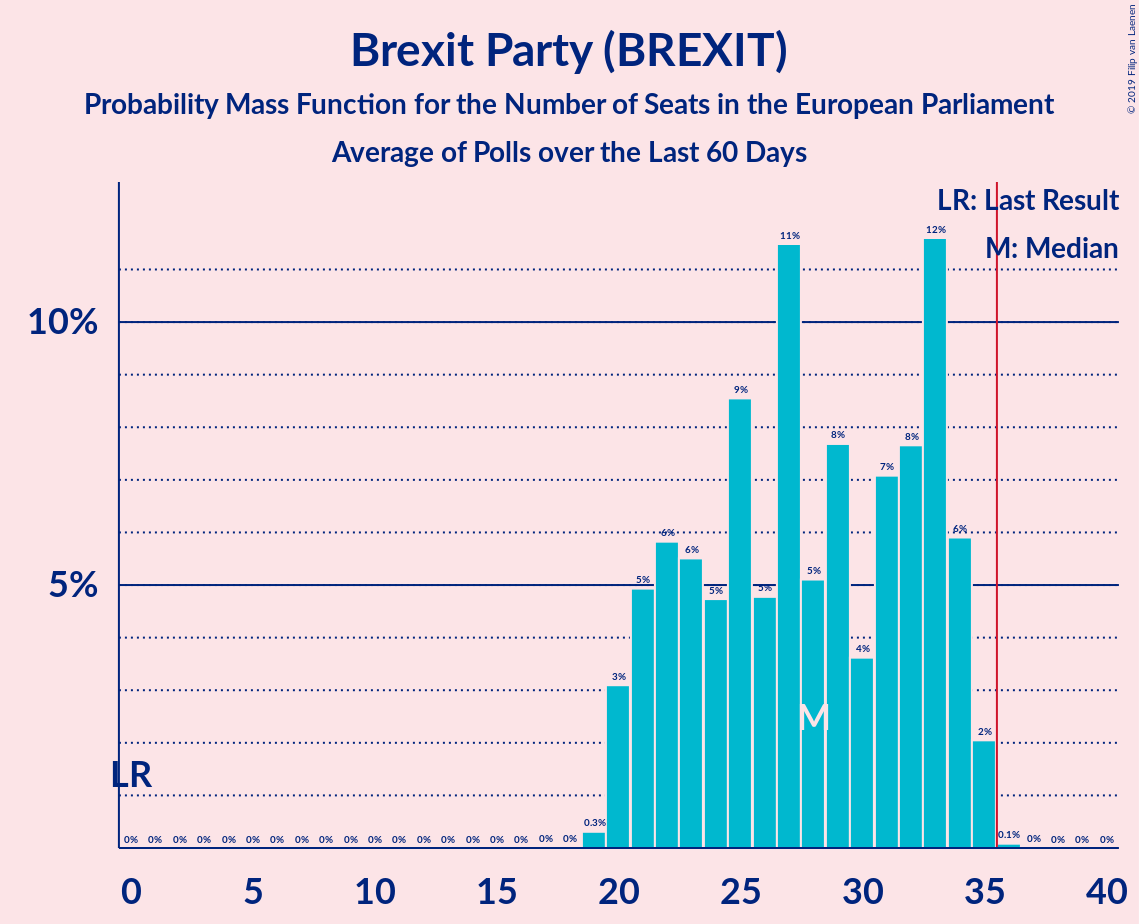 Brexit Party (BREXIT)
Probability Mass Function for the Number of Seats in the European Parliament
Average of Polls over the Last 60 Days
© 2019 Filip van Laenen
LR: Last Result
M: Median
10%
5%
0% 0% 0% 0% 0% 0% 0% 0% 0% 0% 0% 0% 0% 0% 0% 0% 0% 0% 0% 0.3% 3% 5% 6% 6% 5% 9% 5% 11% 5% 8% 4% 7% 8% 12% 6% 2% 0.1% 0% 0% 0% 0%
M
LR
0 5 10 15 20 25 30 35 40